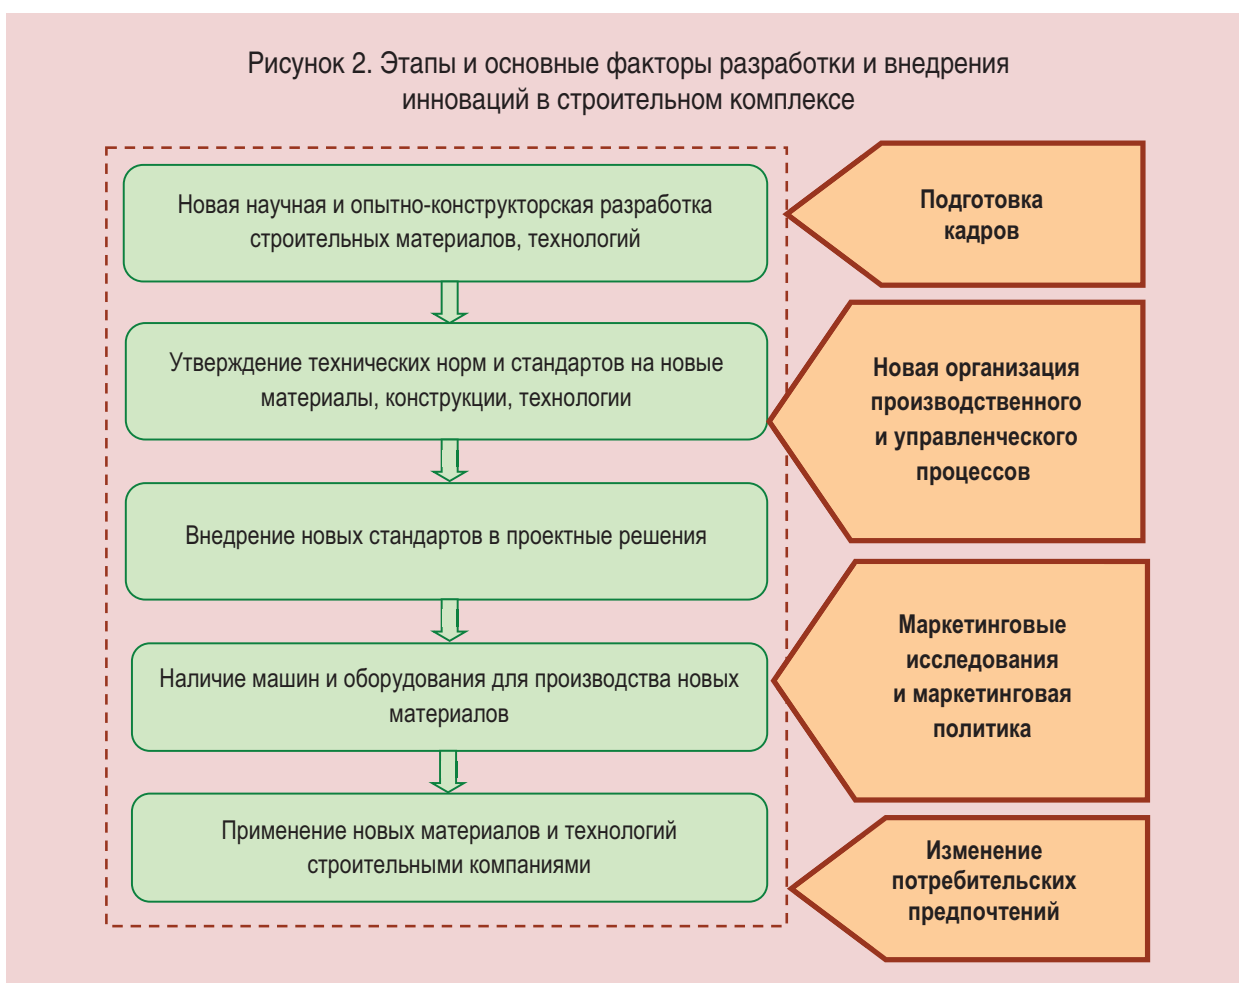 Рисунок 2. Этапы и основные факторы разработки и внедрения
инноваций в строительном комплексе
Новая научная и опытно-конструкторская разработка
строительных материалов, технологий
Утверждение технических норм и стандартов на новые
материалы, конструкции, технологии
Внедрение новых стандартов в проектные решения
Наличие машин и оборудования для производства новых
материалов
Применение новых материалов и технологий
строительными компаниями
Подготовка
кадров
Новая организация
производственного
и управленческого
процессов
Маркетинговые
исследования
и маркетинговая
политика
Изменение
потребительских
предпочтений